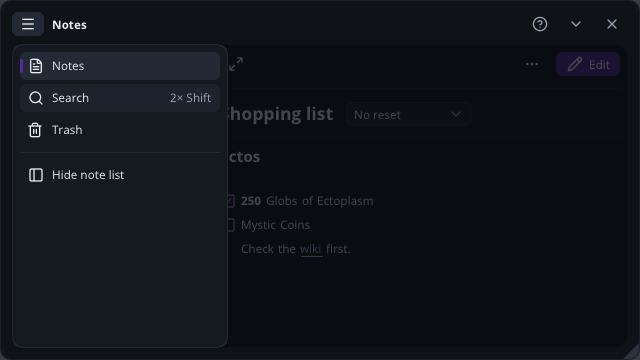 Notes
Notes
Search 2× Shift
Trash
Hide note list
Edit
Shopping list No reset
ctos
250 Globs of Ectoplasm
Mystic Coins
Check the wiki first.